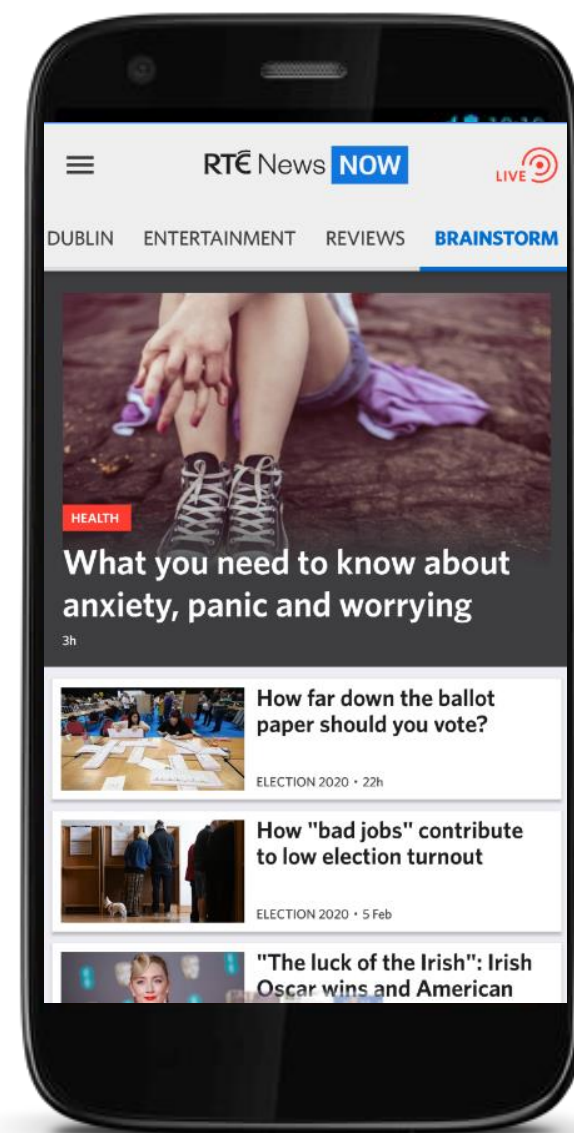 RTÉ News NOW
LIVE
DUBLIN ENTERTAINMENT REVIEWS BRAINSTORM
HEALTH
What you need to know about
anxiety, panic and worrying
3h
How far down the ballot
paper should you vote?
ELECTION 2020 • 22h
How "bad jobs" contribute
to low election turnout
ELECTION 2020 • 5 Feb
"The luck of the Irish": Irish
Oscar wins and American